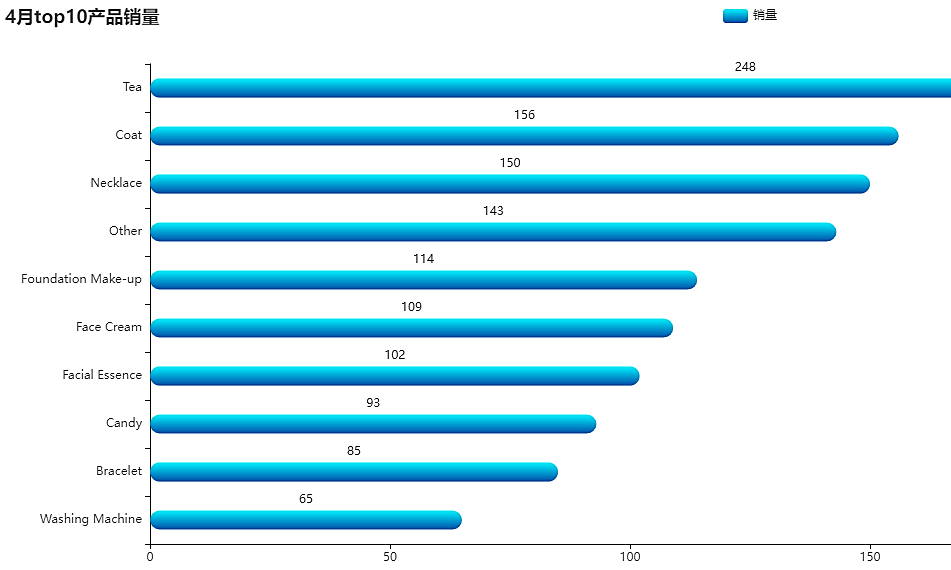 4月top10产品销量
销量
248
Tea
156
Coat
150
Necklace
143
Other
114
Foundation Make-up
109
Face Cream
102
Facial Essence
93
Candy
85
Bracelet
65
Washing Machine
0 50 100 150